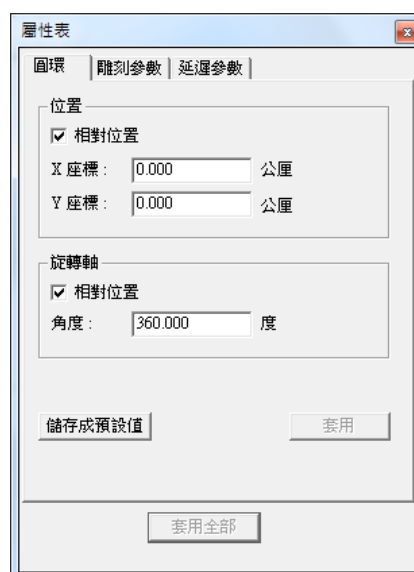 屬性表
圓環 雕刻參數 延遲參數
位置
相對位置
X 座標： 0.000 公厘
Y 座標： 0.000 公厘
旋轉軸
相對位置
角度： 360.000 度
儲存成預設值 套用
套用全部